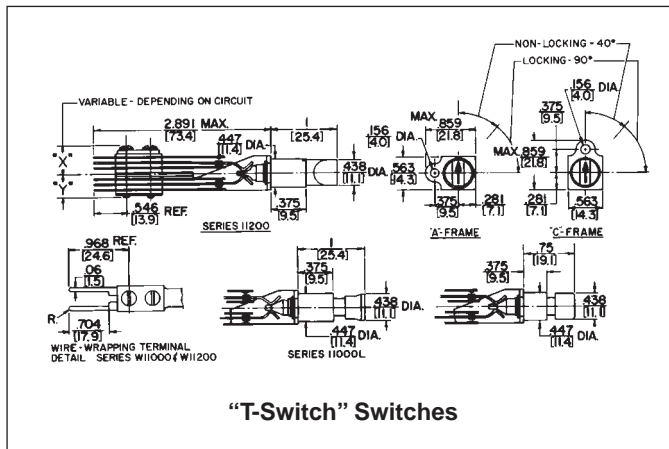 NON-LOCKING-40°
LOCKING-90°
.156 DIA.
[4.0]
.375
[9.5]
VARIABLE-DEPENDING ON CIRCUIT
2.891 MAX.
[73.4]
1
[25.4]
.447 DIA.
[11.4]
"X"
"Y"
.438 DIA.
[11.1]
.375
[9.5]
.546 REF.
[13.9]
SERIES 11200
MAX. .859
[21.8]
.156
[4.0]
DIA.
.563
[14.3]
.375
[9.5]
.281
[7.1]
"A"-FRAME
MAX .859
[21.8]
.281
[7.1]
.563
[14.3]
"C"-FRAME
.968 REF.
[24.6]
.06
[1.5]
R.
.704
[17.9]
WIRE-WRAPPING TERMINAL
DETAIL SERIES W11000 & W11200
1
[25.4]
.375
[9.5]
.438 DIA.
[11.1]
.447 DIA.
[11.4]
SERIES 11000L
.75
[19.1]
.375
[9.5]
.438 DIA.
[11.1]
.447
[11.4]
DIA.
"T-Switch" Switches